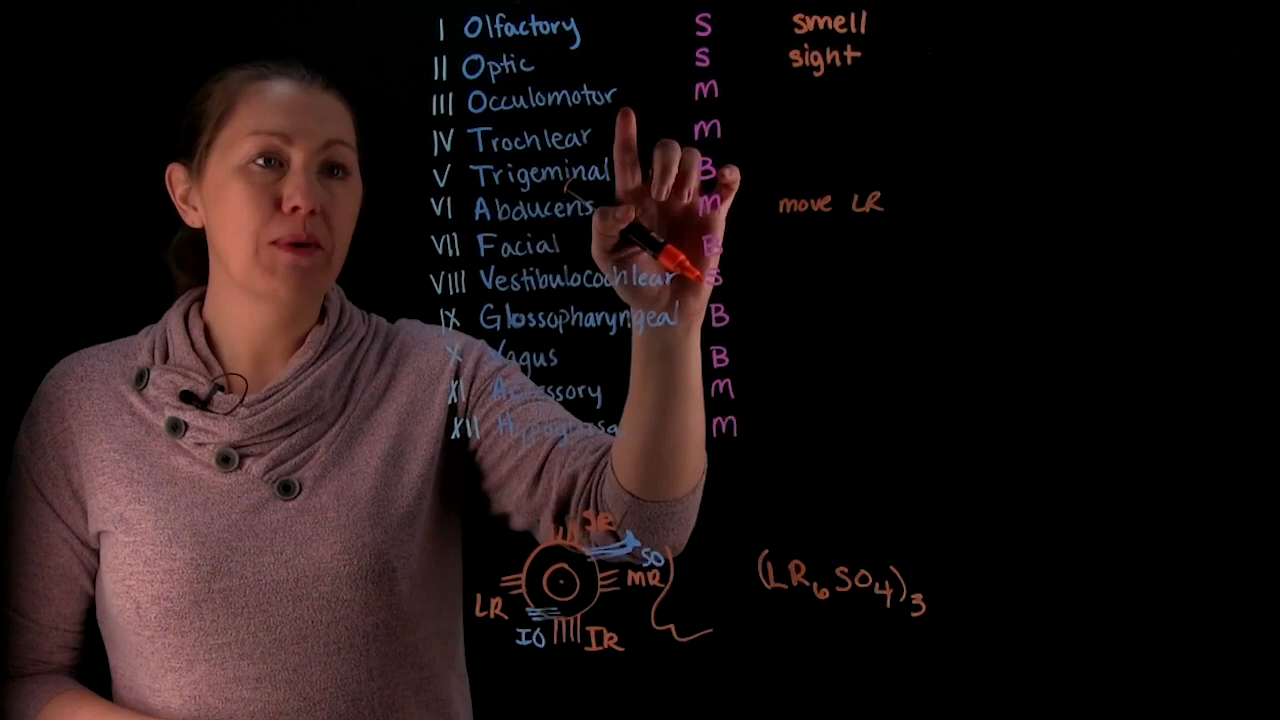 I Olfactory S smell
II Optic S sight
III Occulomotor M
IV Trochlear M
V Trigeminal B
VI Abducens M move LR
VII Facial B
VIII Vestibulocochlear S
IX Glossopharyngeal B
X Vagus B
XI Accessory M
XII M
SR
SO
MR
LR
IO
IR
(LR6SO4)3